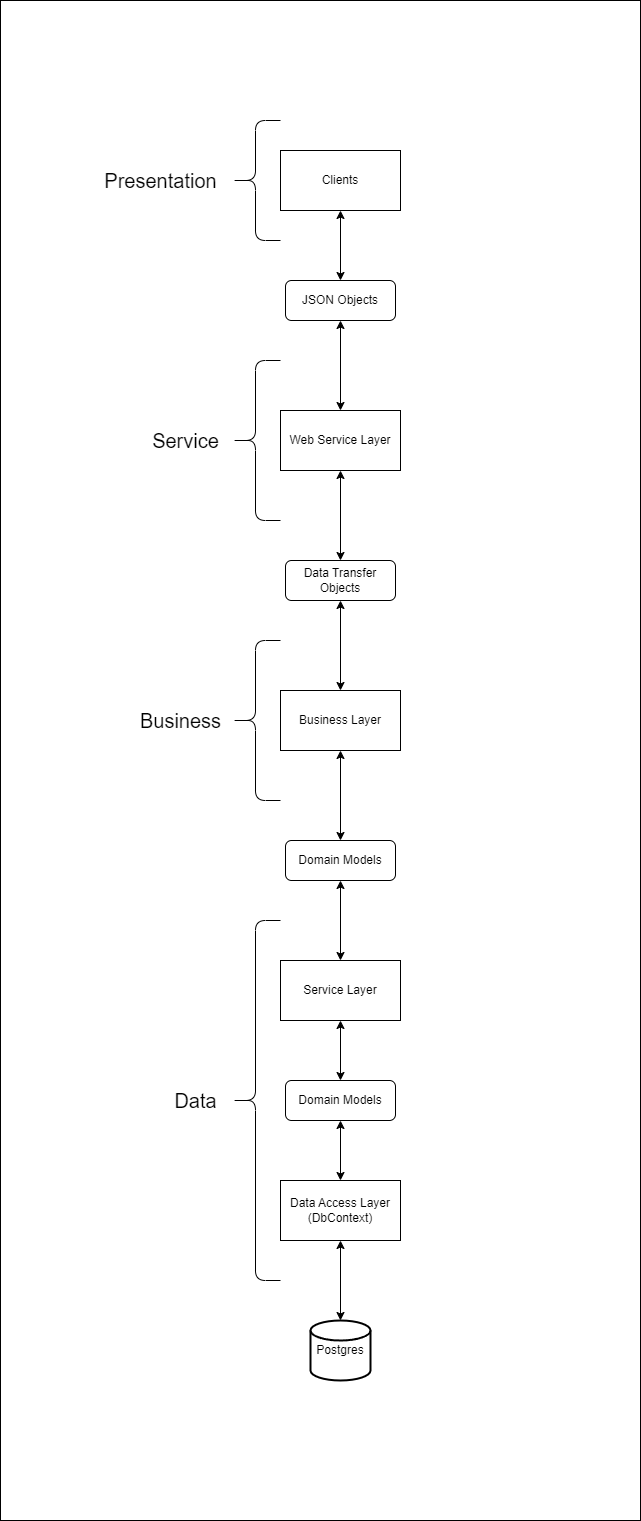 Presentation
Clients
JSON Objects
Service
Web Service Layer
Data Transfer
Objects
Business
Business Layer
Domain Models
Service Layer
Data
Domain Models
Data Access Layer
(DbContext)
Postgres